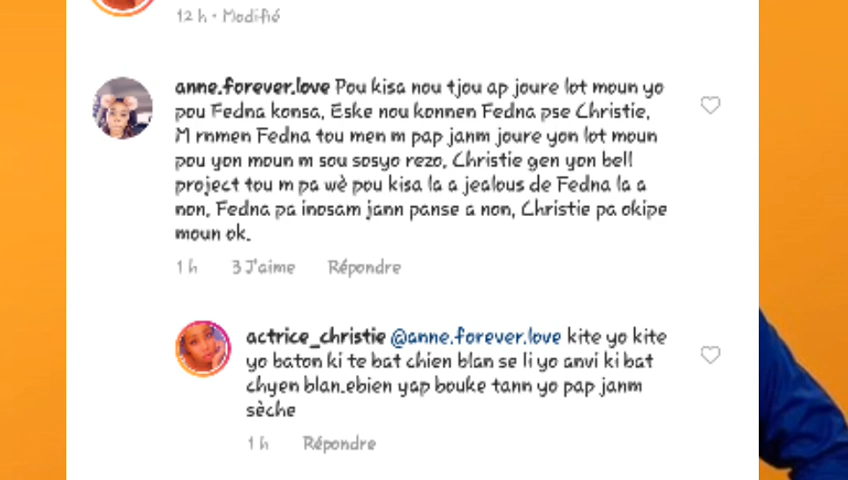 12 h • Modifié
anne.forever.love Pou kisa nou tjou ap joure lot moun yo
pou Fedna konsa, Eske nou konnen Fedna pse Christie,
M rnmen Fedna tou men m pap janm joure yon lot moun
pou yon moun m sou sosyo rezo, Christie gen yon bell
project tou m pa wè pou kisa la a jealous de Fedna la a
non, Fedna pa inosam jann panse a non, Christie pa okipe
moun ok.
1 h 3 J'aime Répondre
actrice_christie @anne.forever.love kite yo kite
yo baton ki te bat chien blan se li yo anvi ki bat
chyen blan.ebien yap bouke tann yo pap janm
sèche
1 h Répondre